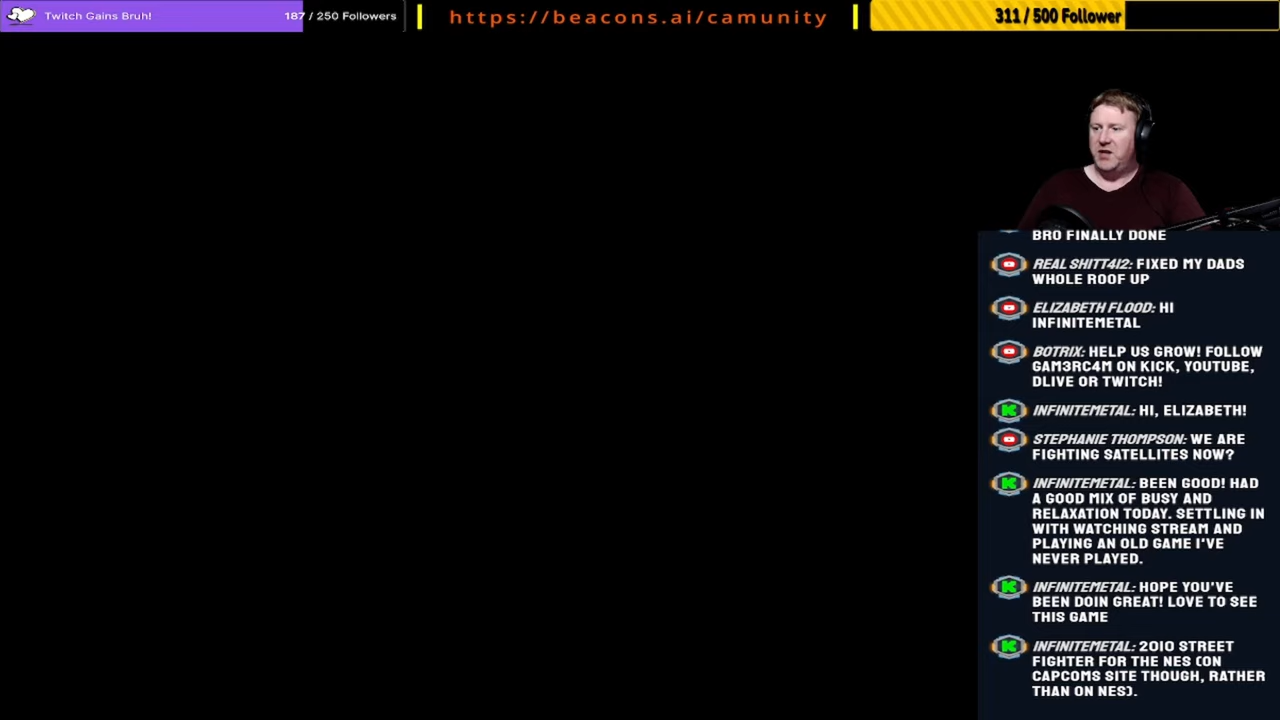 Twitch Gains Bruh! 187 / 250 Followers
https://beacons.ai/camunity
311 / 500 Follower
BRO FINALLY DONE
REAL SHITT412: FIXED MY DADS
WHOLE ROOF UP
ELIZABETH FLOOD: HI
INFINITEMETAL
BOTRIX: HELP US GROW! FOLLOW
GAM3RC4M ON KICK, YOUTUBE,
DLIVE OR TWITCH!
INFINITEMETAL: HI, ELIZABETH!
STEPHANIE THOMPSON: WE ARE
FIGHTING SATELLITES NOW?
INFINITEMETAL: BEEN GOOD! HAD
A GOOD MIX OF BUSY AND
RELAXATION TODAY. SETTLING IN
WITH WATCHING STREAM AND
PLAYING AN OLD GAME I'VE
NEVER PLAYED.
INFINITEMETAL: HOPE YOU'VE
BEEN DOIN GREAT! LOVE TO SEE
THIS GAME
INFINITEMETAL: 2010 STREET
FIGHTER FOR THE NES (ON
CAPCOMS SITE THOUGH, RATHER
THAN ON NES).